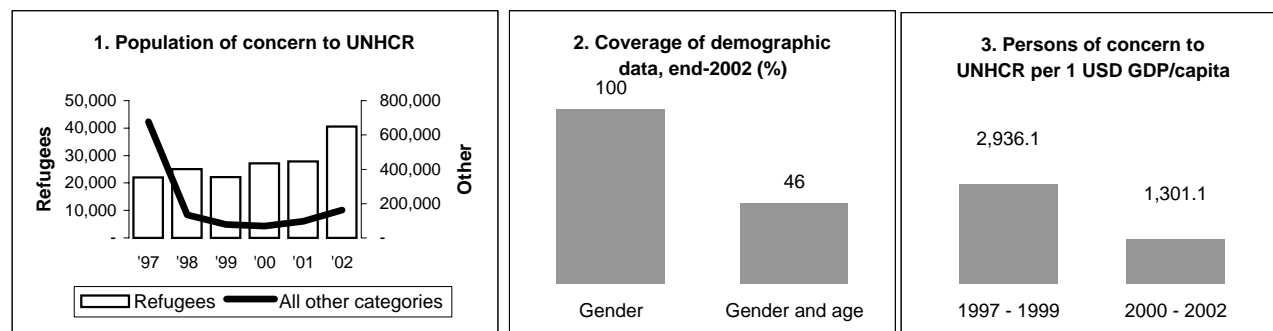 1. Population of concern to UNHCR
50,000
40,000
30,000
20,000
10,000
-
Refugees
800,000
600,000
400,000
200,000
-
Other
'97 '98 '99 '00 '01 '02
Refugees All other categories
2. Coverage of demographic
data, end-2002 (%)
100
46
Gender Gender and age
3. Persons of concern to
UNHCR per 1 USD GDP/capita
2,936.1
1,301.1
1997 - 1999 2000 - 2002